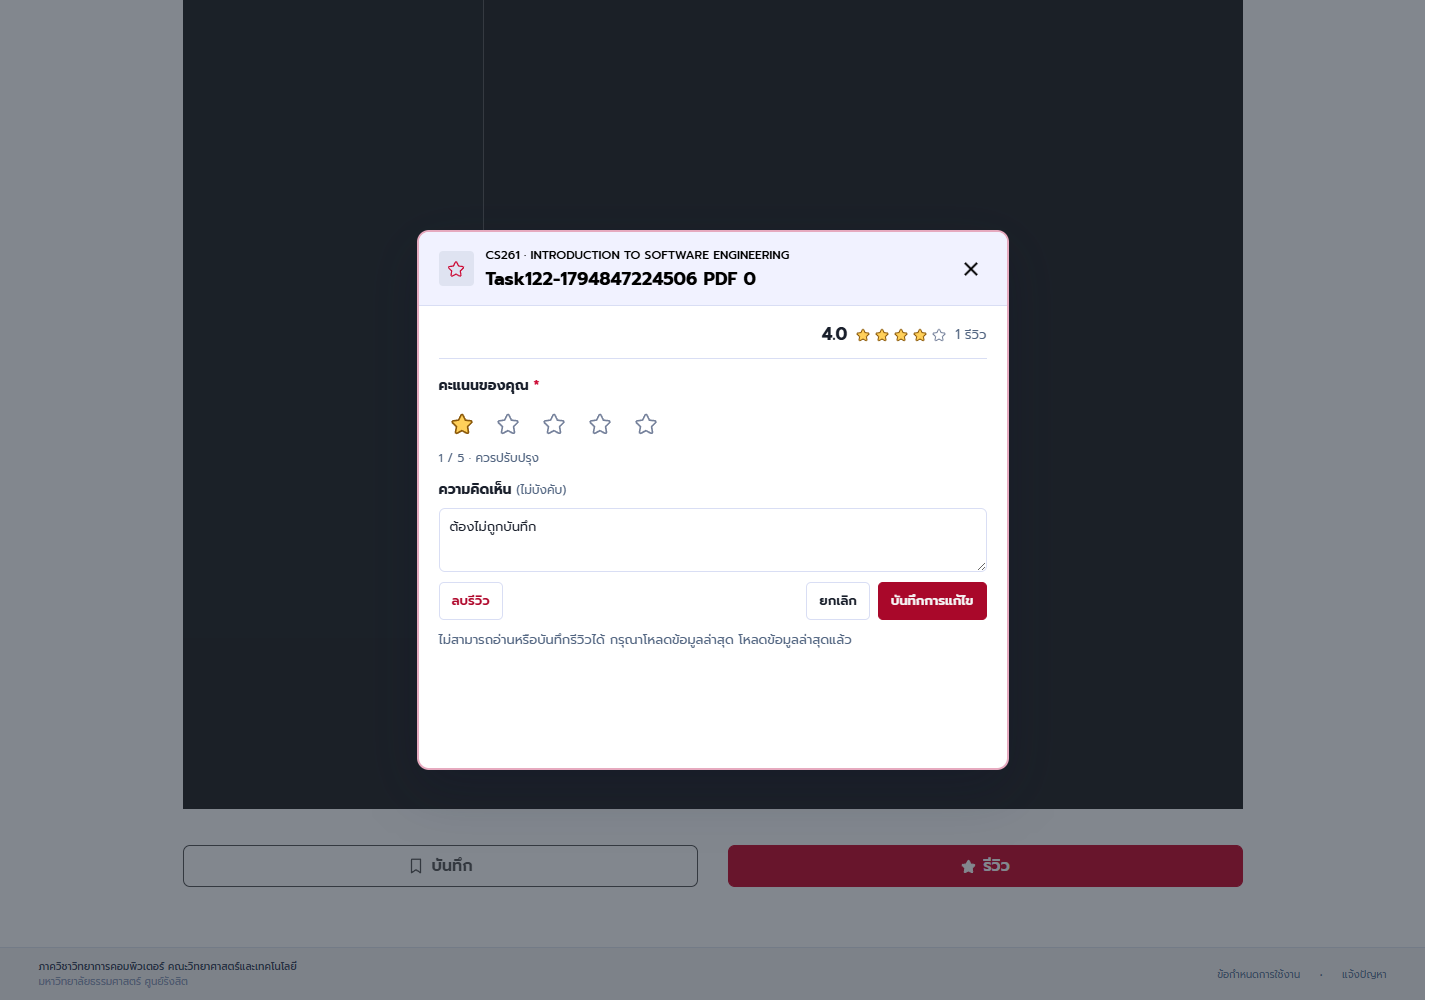 CS261 · INTRODUCTION TO SOFTWARE ENGINEERING
Task122-1794847224506 PDF 0
4.0 1 รีวิว
คะแนนของคุณ *
1 / 5 · ควรปรับปรุง
ความคิดเห็น (ไม่บังคับ)
ต้องไม่ถูกบันทึก
ลบรีวิว ยกเลิก บันทึกการแก้ไข
ไม่สามารถอ่านหรือบันทึกรีวิวได้ กรุณาโหลดข้อมูลล่าสุด โหลดข้อมูลล่าสุดแล้ว
บันทึก รีวิว
ภาควิชาวิทยาการคอมพิวเตอร์ คณะวิทยาศาสตร์และเทคโนโลยี
มหาวิทยาลัยธรรมศาสตร์ ศูนย์รังสิต
ข้อกำหนดการใช้งาน · แจ้งปัญหา